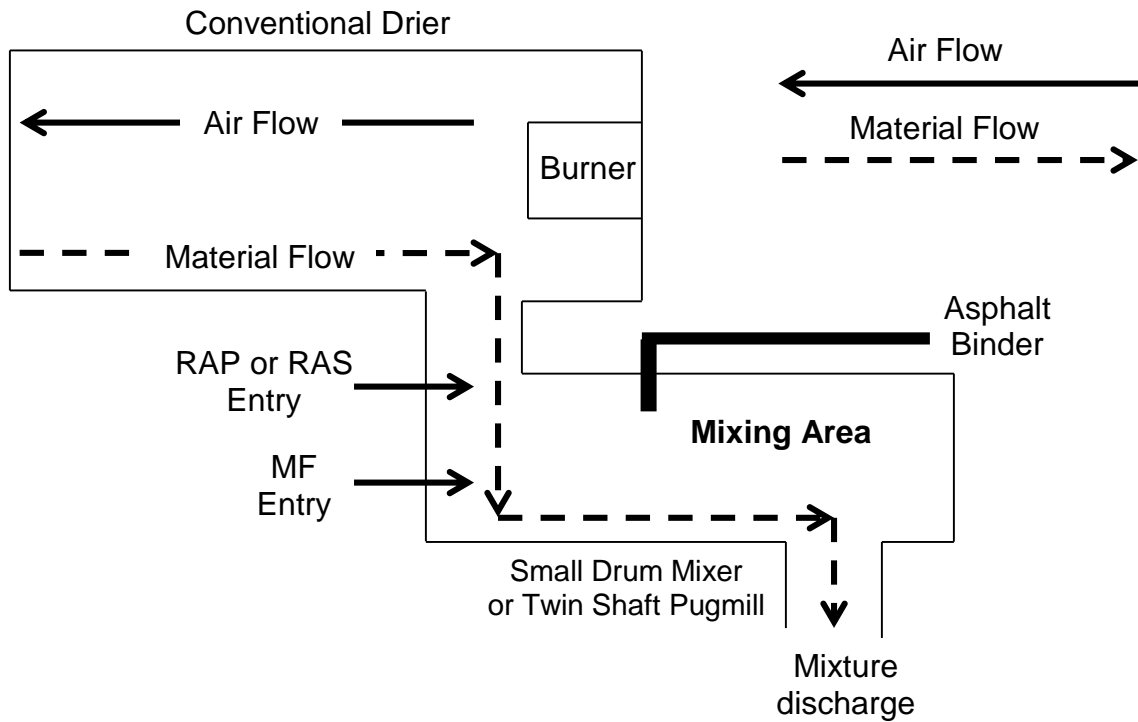 Conventional Drier
Air Flow
Air Flow
Material Flow
Burner
Material Flow
Asphalt
Binder
RAP or RAS
Entry
Mixing Area
MF
Entry
Small Drum Mixer
or Twin Shaft Pugmill
Mixture
discharge